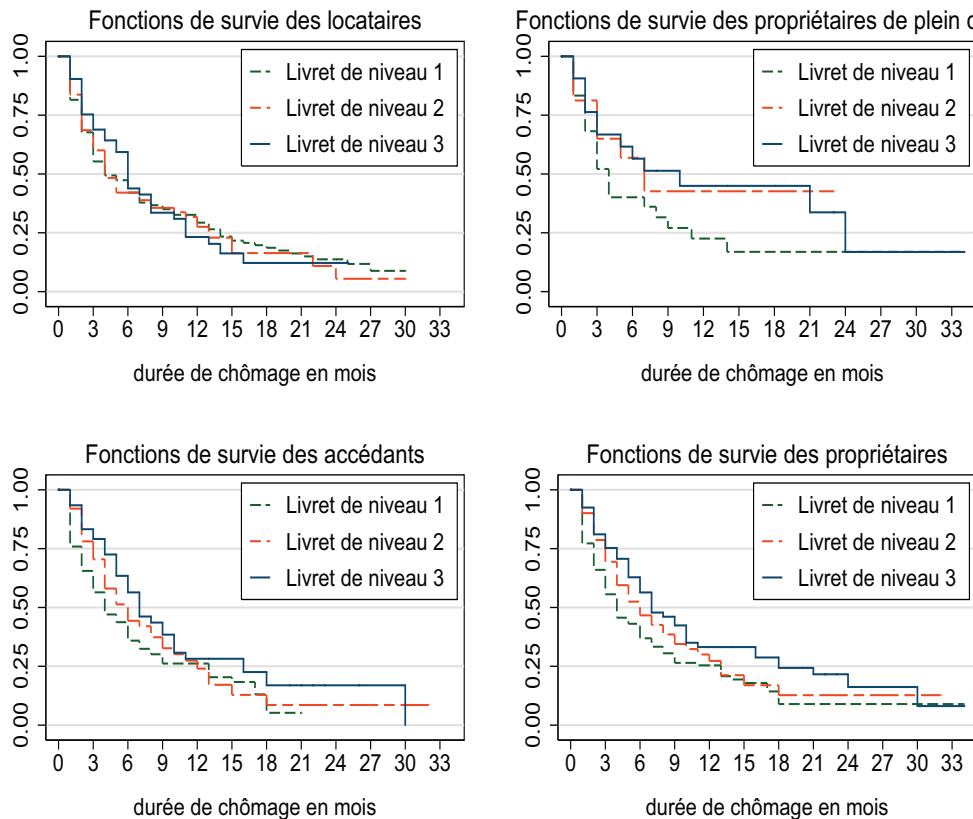 Fonctions de survie des locataires
1.00
0.75
0.50
0.25
0.00
Livret de niveau 1
Livret de niveau 2
Livret de niveau 3
0 3 6 9 12 15 18 21 24 27 30 33
durée de chômage en mois
Fonctions de survie des propriétaires de plein d
1.00
0.75
0.50
0.25
0.00
Livret de niveau 1
Livret de niveau 2
Livret de niveau 3
0 3 6 9 12 15 18 21 24 27 30 33
durée de chômage en mois
Fonctions de survie des accédants
1.00
0.75
0.50
0.25
0.00
Livret de niveau 1
Livret de niveau 2
Livret de niveau 3
0 3 6 9 12 15 18 21 24 27 30 33
durée de chômage en mois
Fonctions de survie des propriétaires
1.00
0.75
0.50
0.25
0.00
Livret de niveau 1
Livret de niveau 2
Livret de niveau 3
0 3 6 9 12 15 18 21 24 27 30 33
durée de chômage en mois